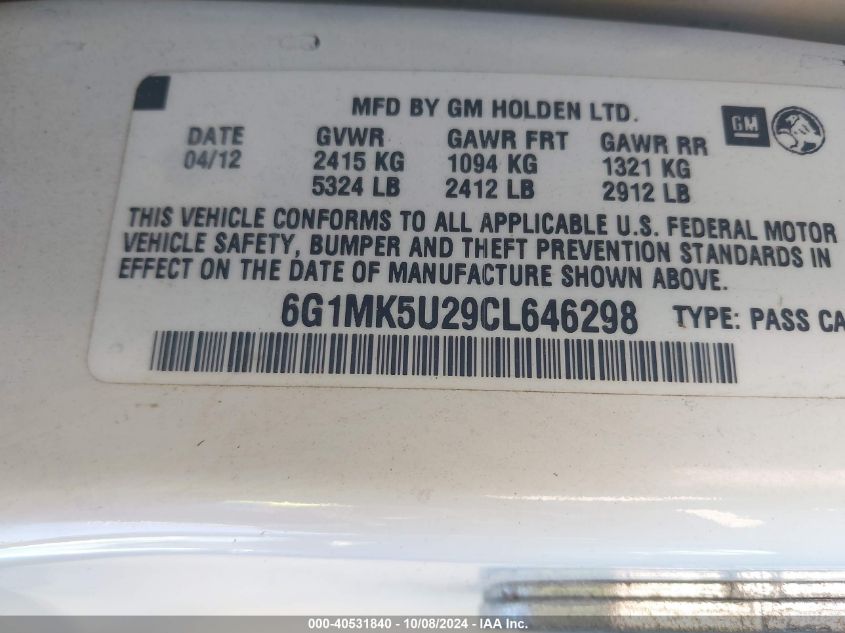 MFD BY GM HOLDEN LTD.
GM
DATE GVWR GAWR FRT GAWR RR
04/12 2415 KG 1094 KG 1321 KG
5324 LB 2412 LB 2912 LB
THIS VEHICLE CONFORMS TO ALL APPLICABLE U.S. FEDERAL MOTOR
VEHICLE SAFETY, BUMPER AND THEFT PREVENTION STANDARDS IN
EFFECT ON THE DATE OF MANUFACTURE SHOWN ABOVE.
6G1MK5U29CL646298 TYPE: PASS CA
000-40531840 - 10/08/2024 - IAA Inc.